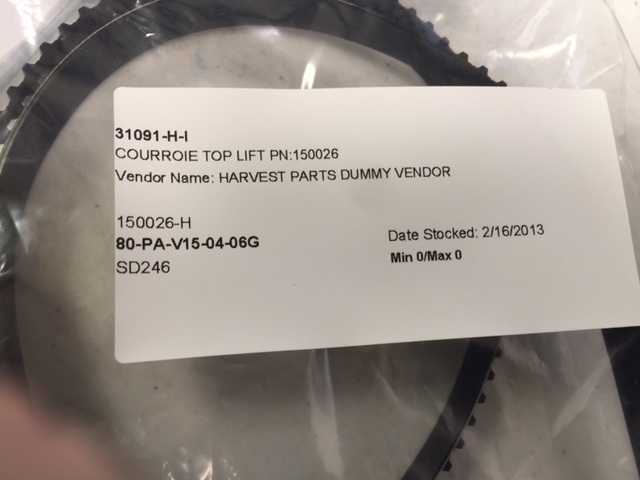 31091-H-I
COURROIE TOP LIFT PN:150026
Vendor Name: HARVEST PARTS DUMMY VENDOR
150026-H
80-PA-V15-04-06G
SD246
Date Stocked: 2/16/2013
Min 0/Max 0